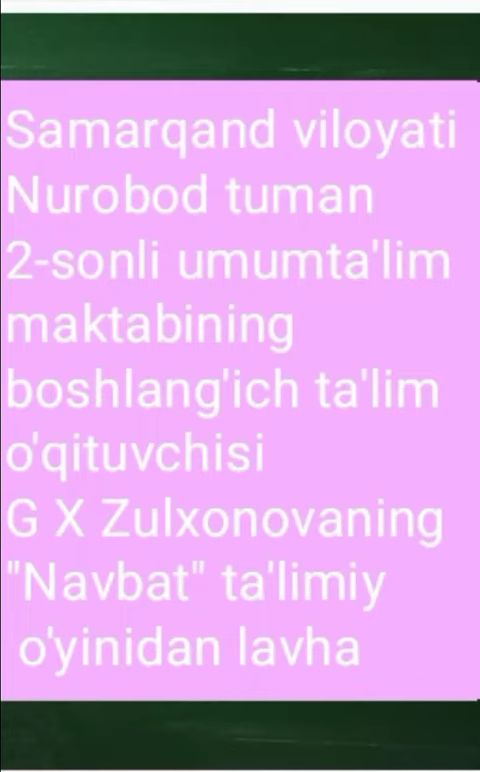 Samarqand viloyati
Nurobod tuman
2-sonli umumta'lim
maktabining
boshlang'ich ta'lim
o'qituvchisi
G X Zulxonovaning
"Navbat" ta'limiy
o'yinidan lavha